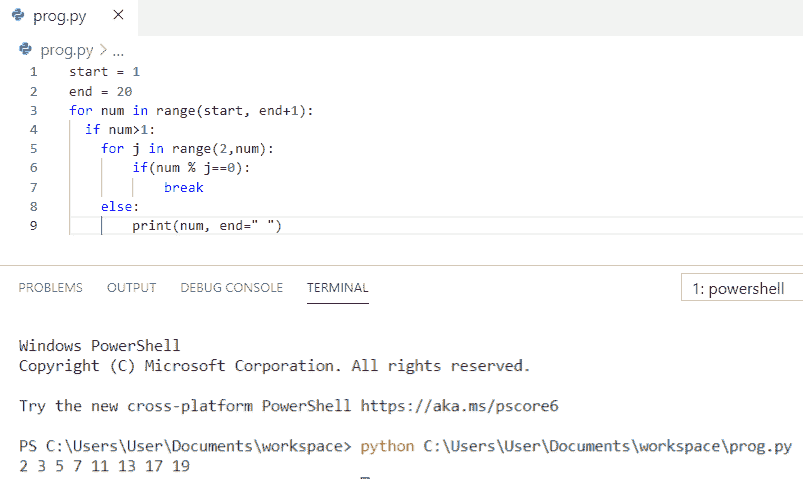 prog.py ×
prog.py > ...
1 start = 1
2 end = 20
3 for num in range(start, end+1):
4   if num>1:
5     for j in range(2,num):
6         if(num % j==0):
7             break
8     else:
9         print(num, end=" ")
PROBLEMS OUTPUT DEBUG CONSOLE TERMINAL 1: powershell
Windows PowerShell
Copyright (C) Microsoft Corporation. All rights reserved.
Try the new cross-platform PowerShell https://aka.ms/pscore6
PS C:\Users\User\Documents\workspace> python C:\Users\User\Documents\workspace\prog.py
2 3 5 7 11 13 17 19